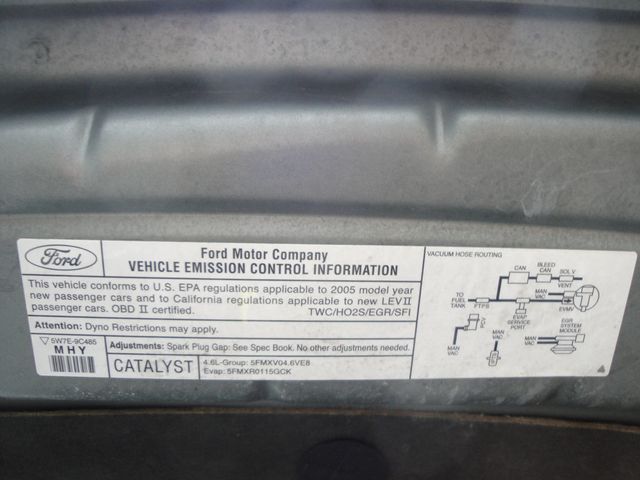 Ford
Ford Motor Company
VEHICLE EMISSION CONTROL INFORMATION
This vehicle conforms to U.S. EPA regulations applicable to 2005 model year
new passenger cars and to California regulations applicable to new LEVII
passenger cars. OBD II certified. TWC/HO2S/EGR/SFI
Attention: Dyno Restrictions may apply.
5W7E-9C485
MHY
Adjustments: Spark Plug Gap: See Spec Book. No other adjustments needed.
CATALYST
4.6L-Group: 5FMXV04.6VE8
Evap: 5FMXR0115GCK
VACUUM HOSE ROUTING
CAN
BLEED
CAN
SOL V
VENT
TO
FUEL
TANK
FTPS
MAN
VAC
EVMV
EVAP
SERVICE
PORT
PCV
MAN
VAC
EGR
SYSTEM
MODULE
MAN VAC